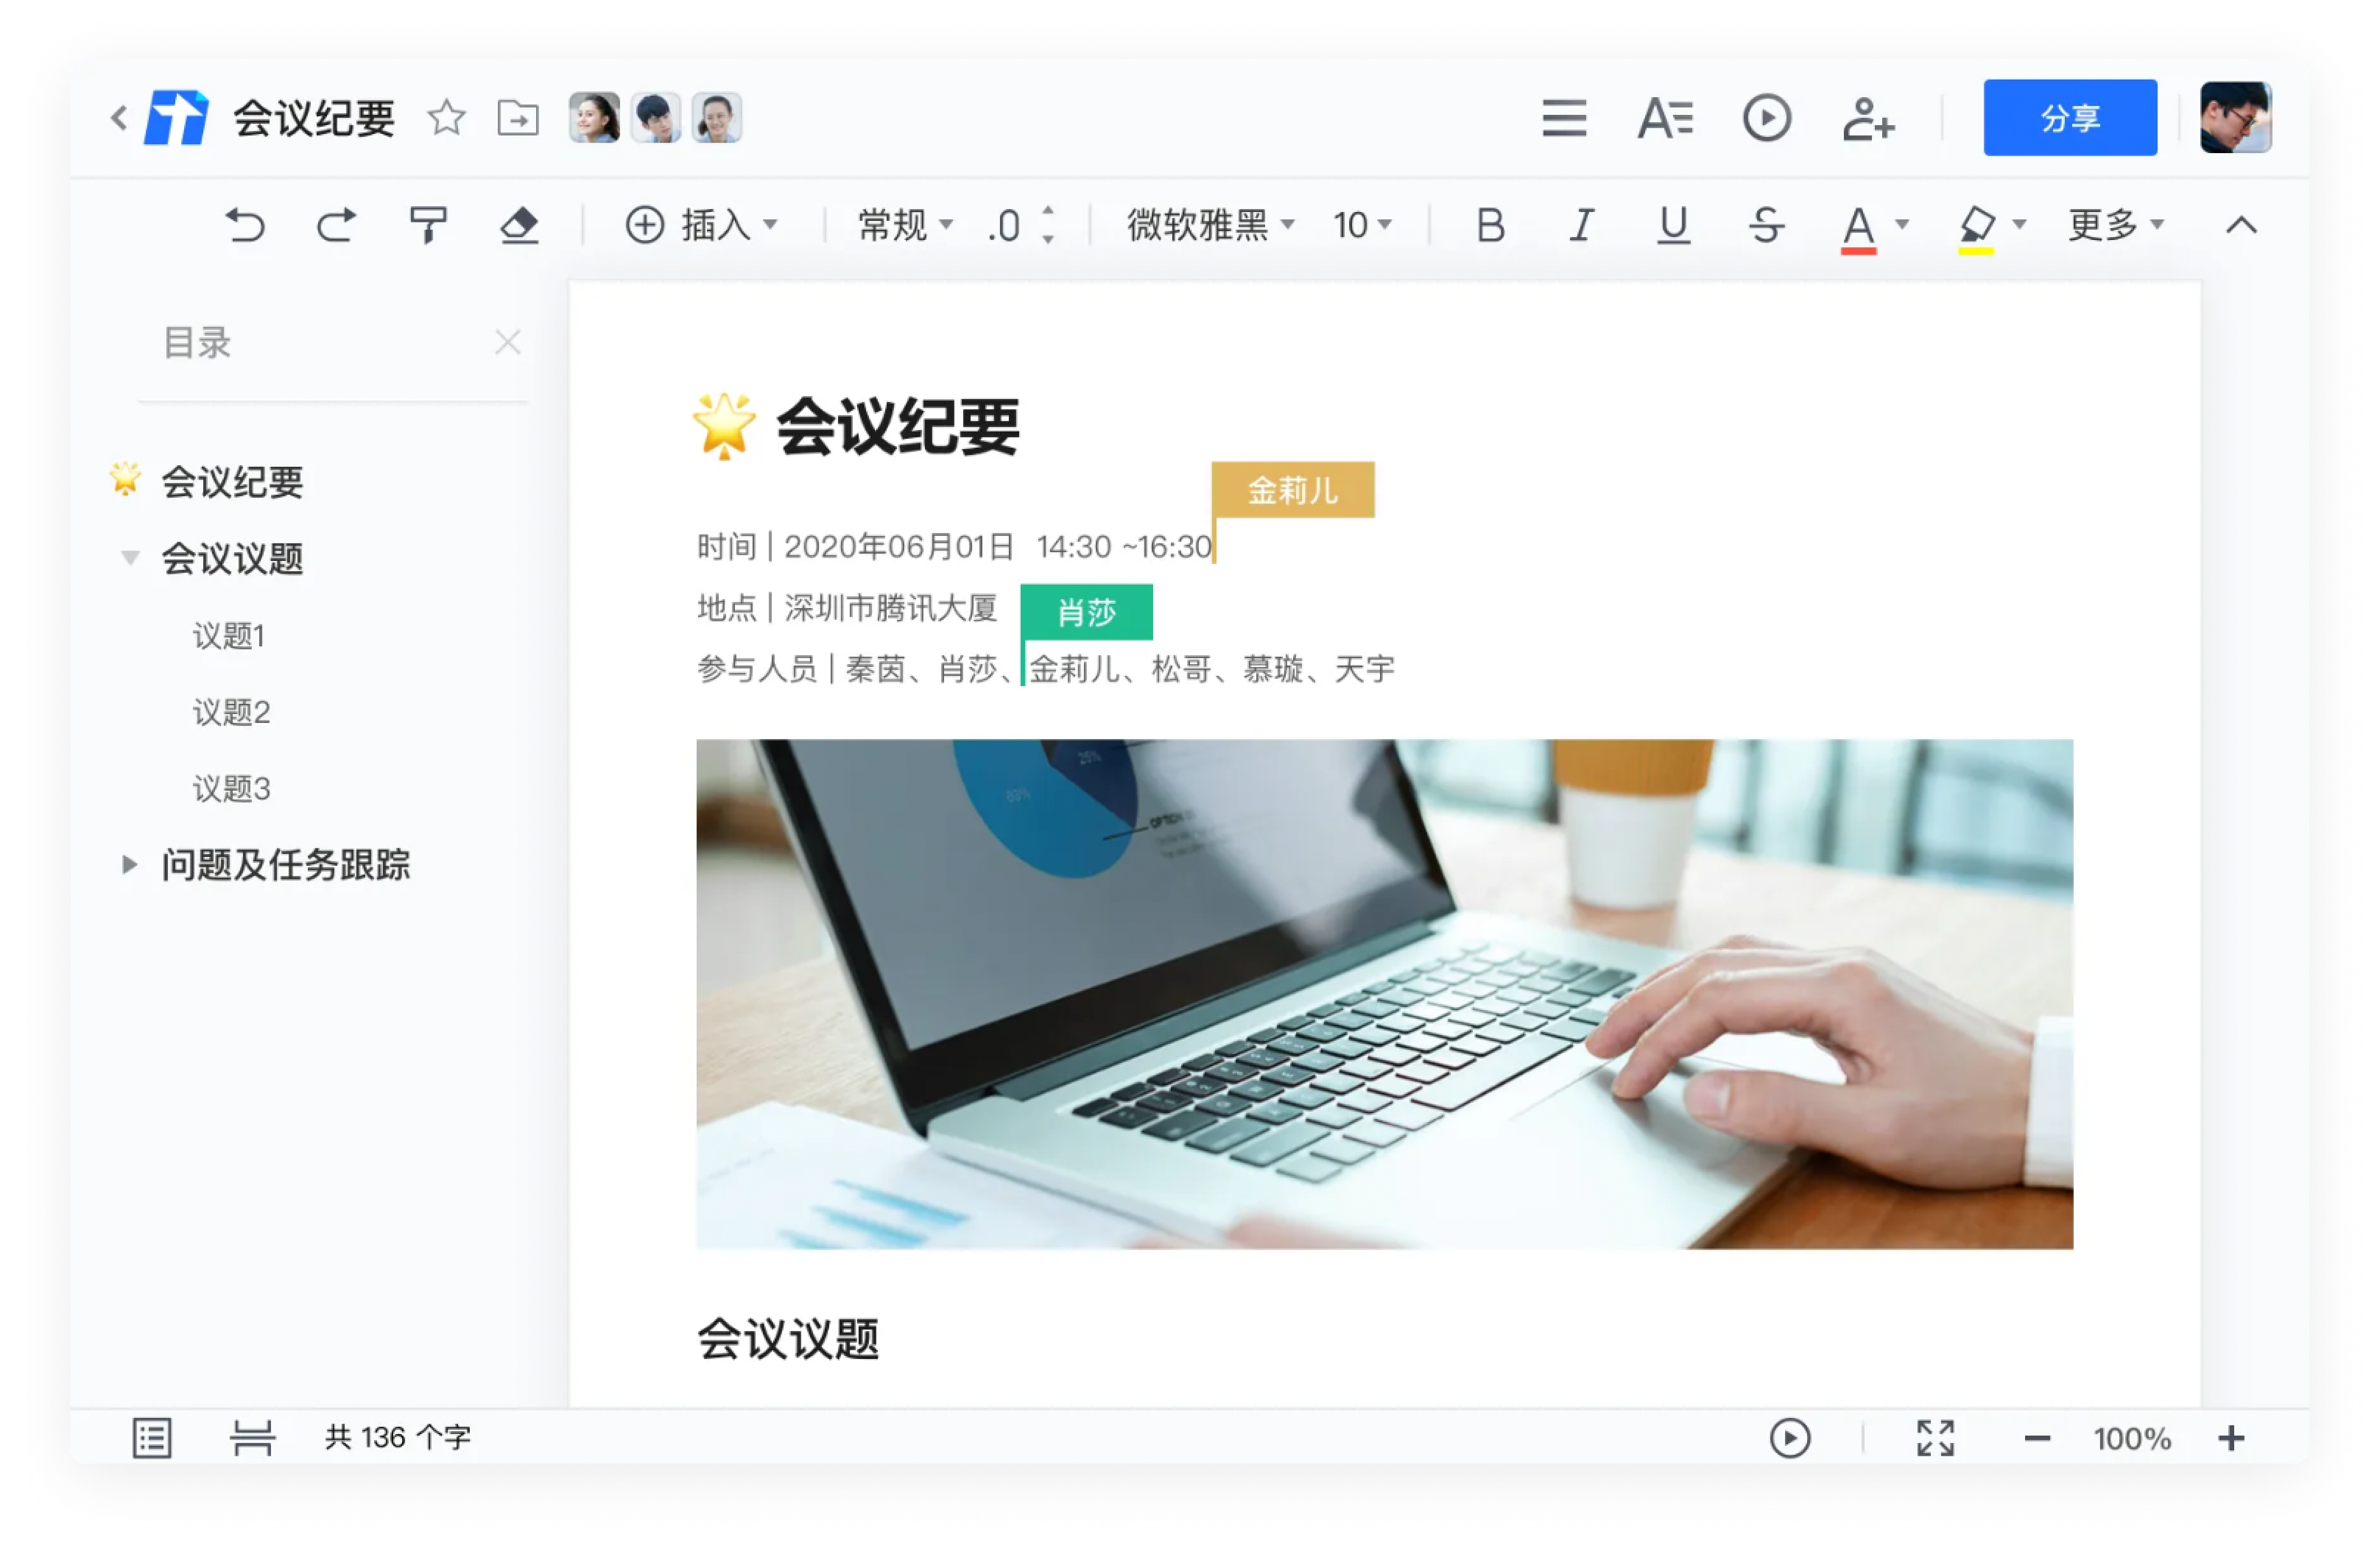 会议纪要
分享
插入 常规 .0 微软雅黑 10 B I U S A 更多
目录
会议纪要
会议议题
议题1
议题2
议题3
问题及任务跟踪
会议纪要
金莉儿
时间 | 2020年06月01日 14:30 ~16:30
地点 | 深圳市腾讯大厦
肖莎
参与人员 | 秦茵、肖莎、金莉儿、松哥、慕璇、天宇
25%
OPTION
会议议题
共 136 个字
100%